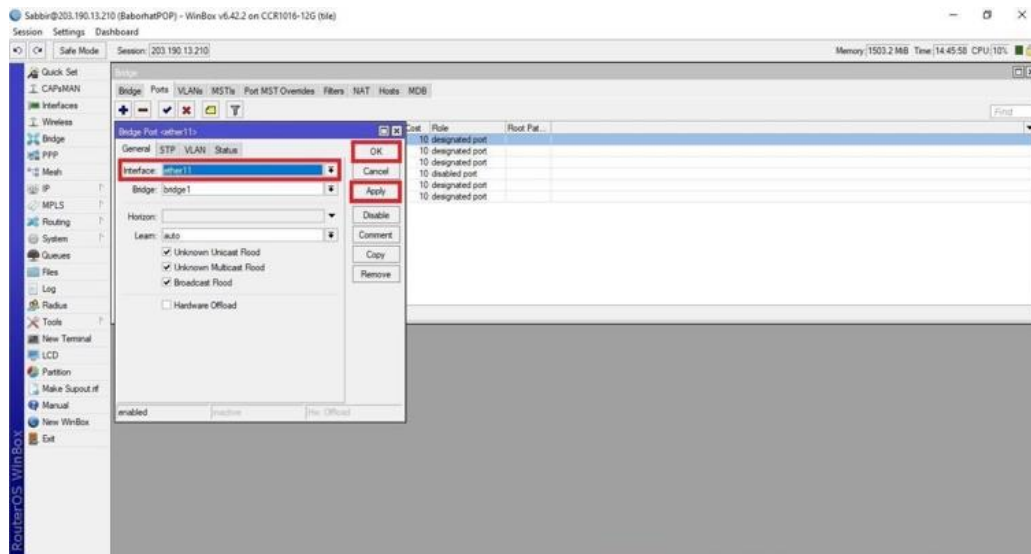 Sabbir@203.190.13.210 (BaborhatPOP) - WinBox v6.42.2 on CCR1016-12G (tile)
Session Settings Dashboard
Safe Mode Session: 203.190.13.210 Memory: 1503.2 MiB Time: 14:45:58 CPU: 10%
Quick Set
CAPsMAN
Interfaces
Wireless
Bridge
PPP
Mesh
IP
MPLS
Routing
System
Queues
Files
Log
Radius
Tools
New Terminal
LCD
Partition
Make Supout.rif
Manual
New WinBox
Exit
RouterOS WinBox
Bridge
Bridge Ports VLANs MSTIs Port MST Overrides Filters NAT Hosts MDB
Find
Cost Role Root Pat...
10 designated port
10 designated port
10 designated port
10 disabled port
10 designated port
10 designated port
Bridge Port <ether11>
General STP VLAN Status
Interface: ether11
Bridge: bridge1
Horizon:
Learn: auto
Unknown Unicast Flood
Unknown Multicast Flood
Broadcast Flood
Hardware Offload
OK
Cancel
Apply
Disable
Comment
Copy
Remove
enabled inactive Hw. Offload